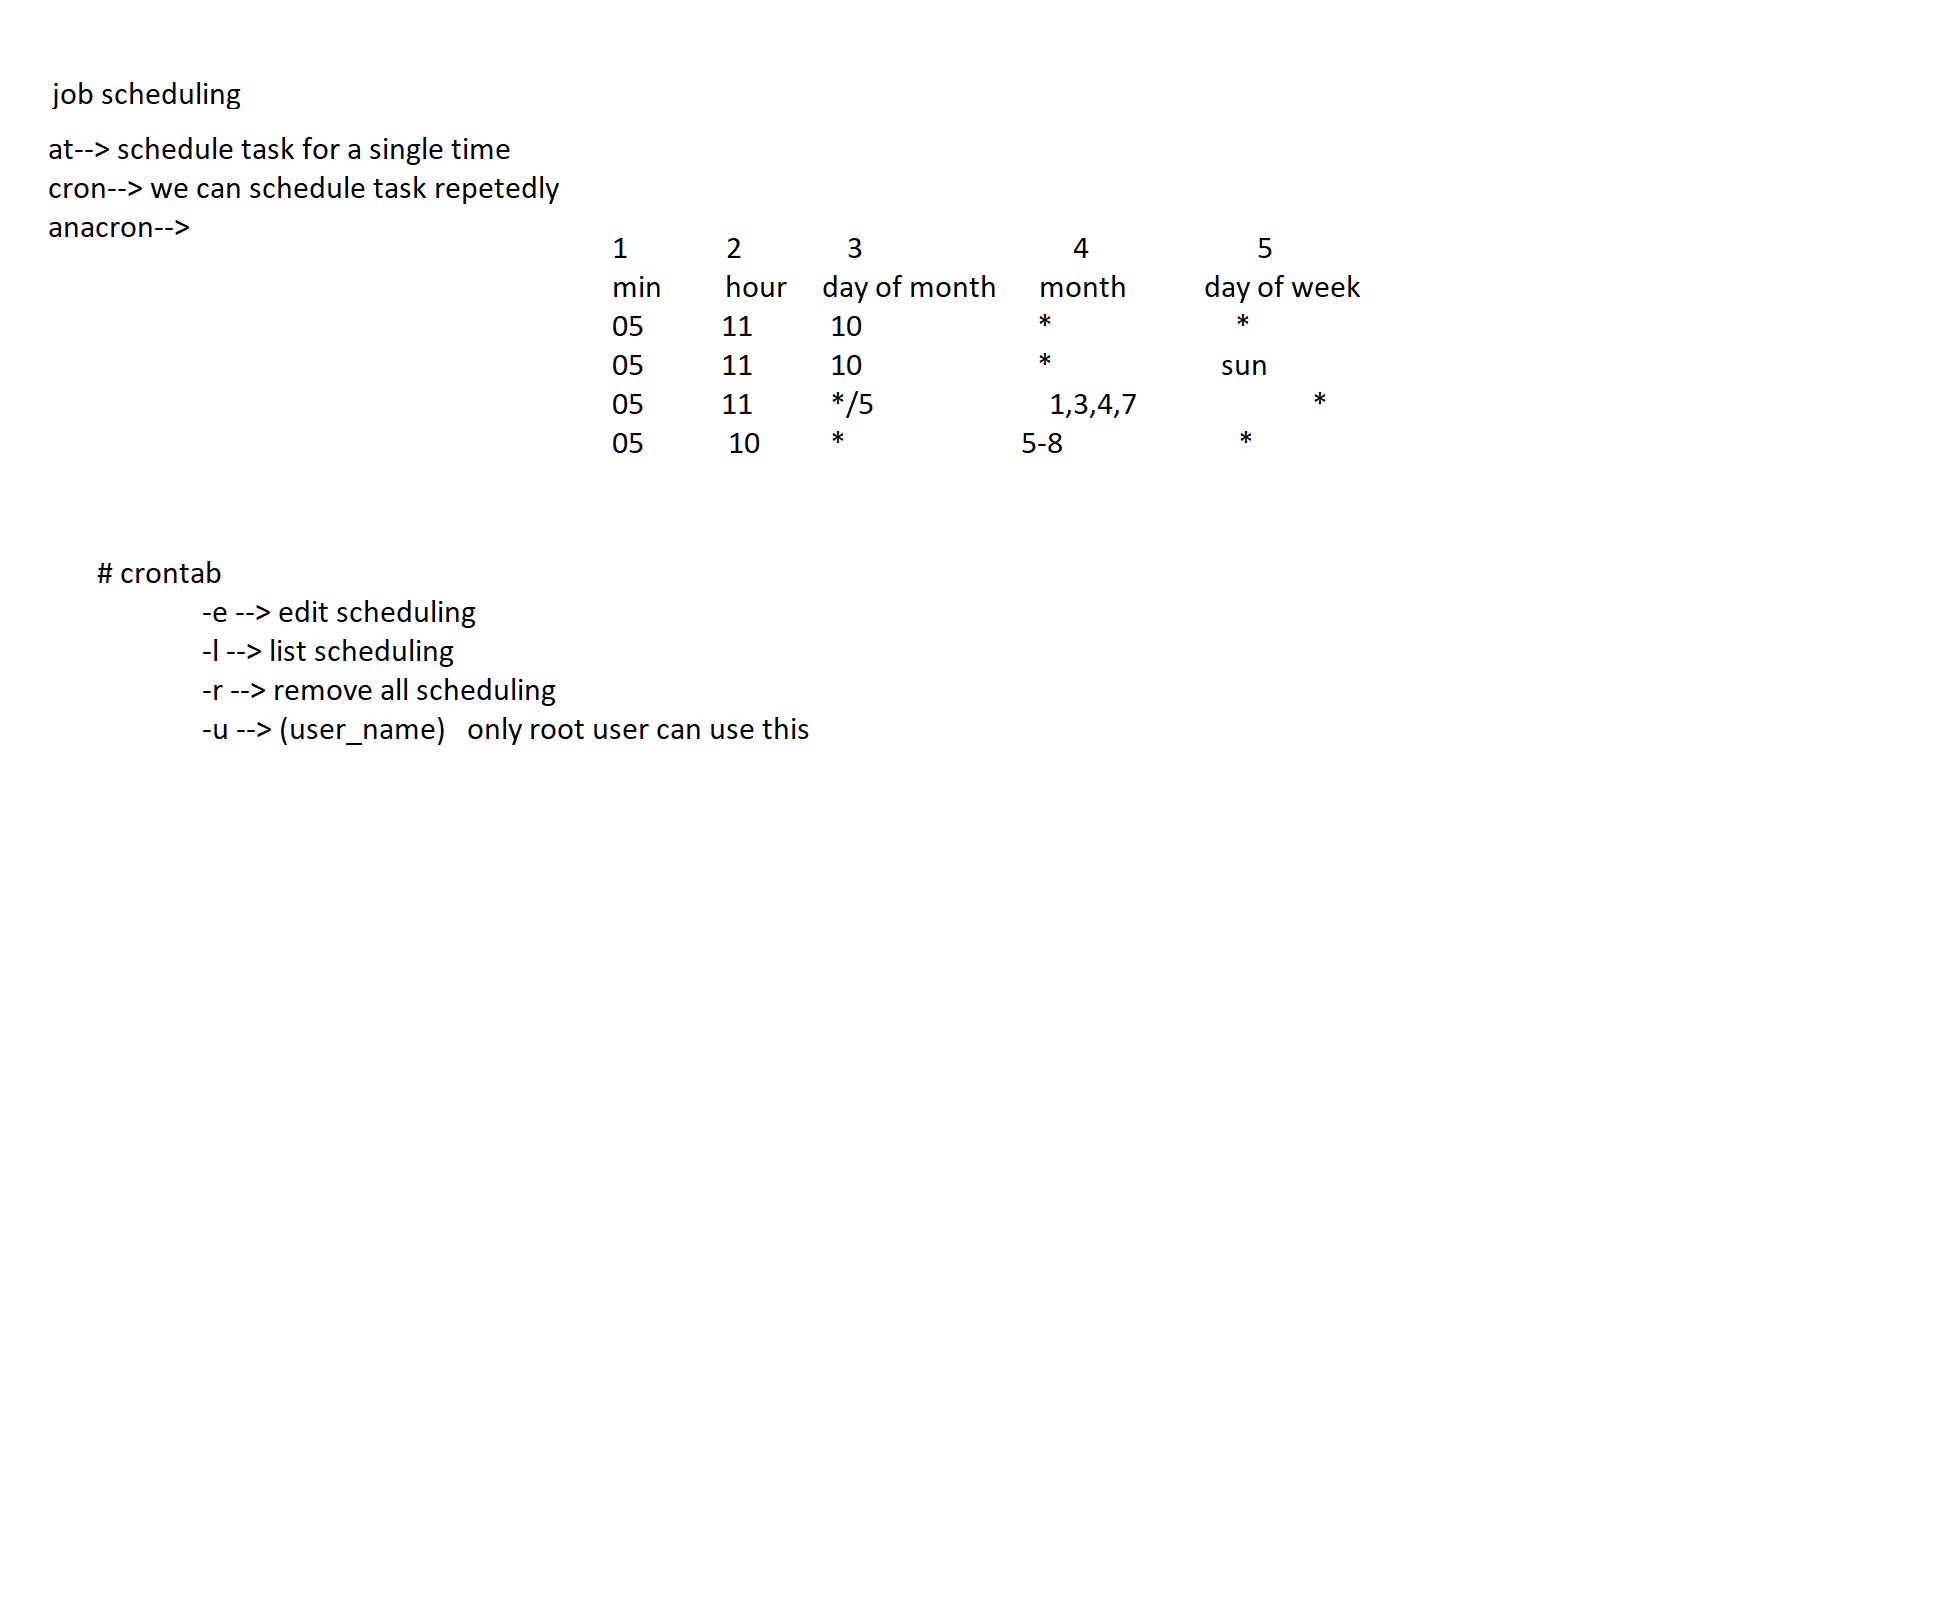 job scheduling
at--> schedule task for a single time
cron--> we can schedule task repetedly
anacron-->
1 2 3 4 5
min hour day of month month day of week
05 11 10 * *
05 11 10 * sun
05 11 */5 1,3,4,7 *
05 10 * 5-8 *
# crontab
-e --> edit scheduling
-l --> list scheduling
-r --> remove all scheduling
-u --> (user_name) only root user can use this